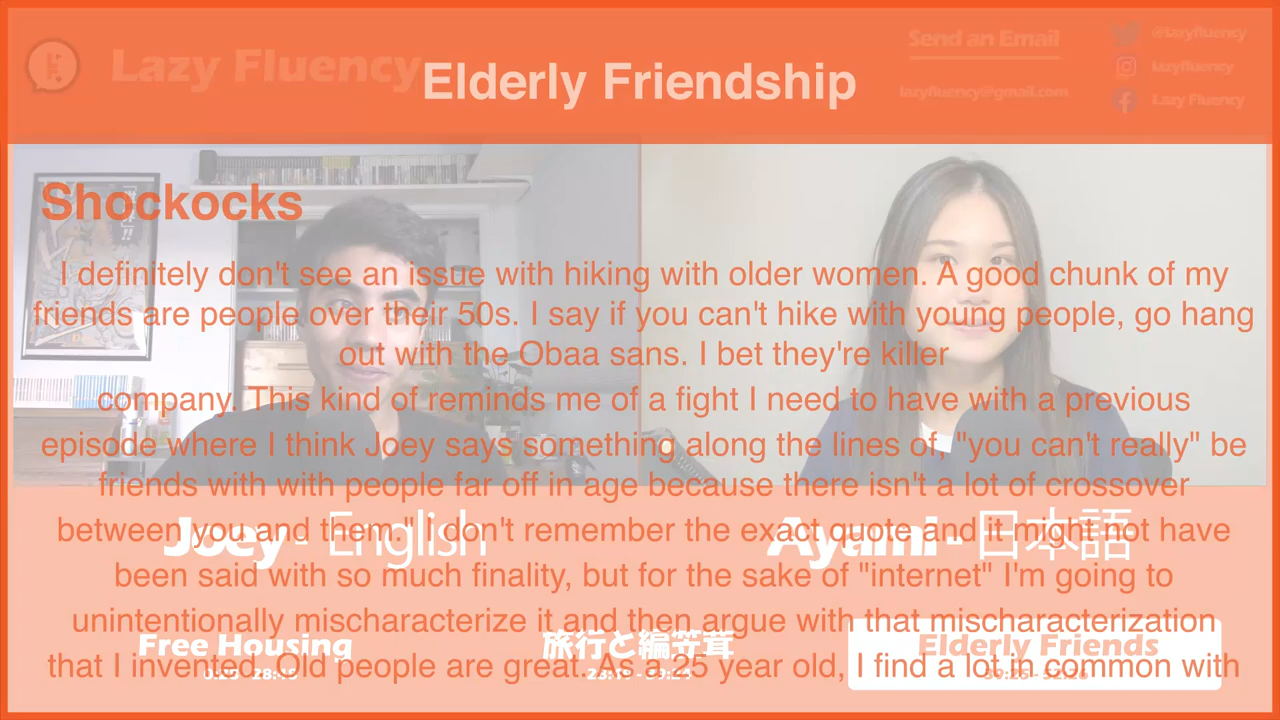 Lazy Fluency
Send an Email
lazyfluency@gmail.com
@lazyfluency
lazyfluency
Lazy Fluency
Elderly Friendship
Shockocks
I definitely don't see an issue with hiking with older women. A good chunk of my
friends are people over their 50s. I say if you can't hike with young people, go hang
out with the Obaa sans. I bet they're killer
company. This kind of reminds me of a fight I need to have with a previous
episode where I think Joey says something along the lines of, "you can't really" be
friends with with people far off in age because there isn't a lot of crossover
between you and them." I don't remember the exact quote and it might not have
been said with so much finality, but for the sake of "internet" I'm going to
unintentionally mischaracterize it and then argue with that mischaracterization
that I invented. Old people are great. As a 25 year old, I find a lot in common with
Joey - English
Ayami - 日本語
Free Housing
旅行と編笠茸
Elderly Friends